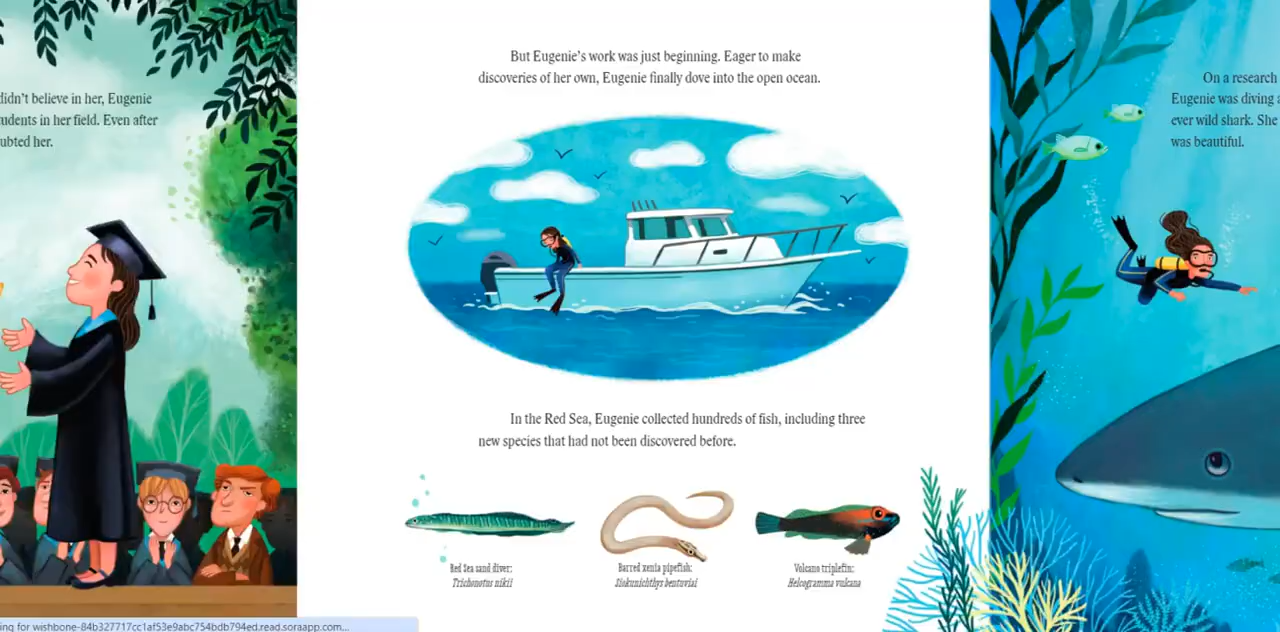 didn't believe in her, Eugenie
udents in her field. Even after
ubted her.
But Eugenie's work was just beginning. Eager to make
discoveries of her own, Eugenie finally dove into the open ocean.
In the Red Sea, Eugenie collected hundreds of fish, including three
new species that had not been discovered before.
Red Sea sand diver:
Trichonotus nikii
Barred xenia pipefish:
Siokunichthys bentuviai
Volcano triplefin:
Helcogramma vulcana
On a research
Eugenie was diving a
ever wild shark. She
was beautiful.
ing for wishbone-84b327717cc1af53e9abc754bdb794ed.read.soraapp.com...